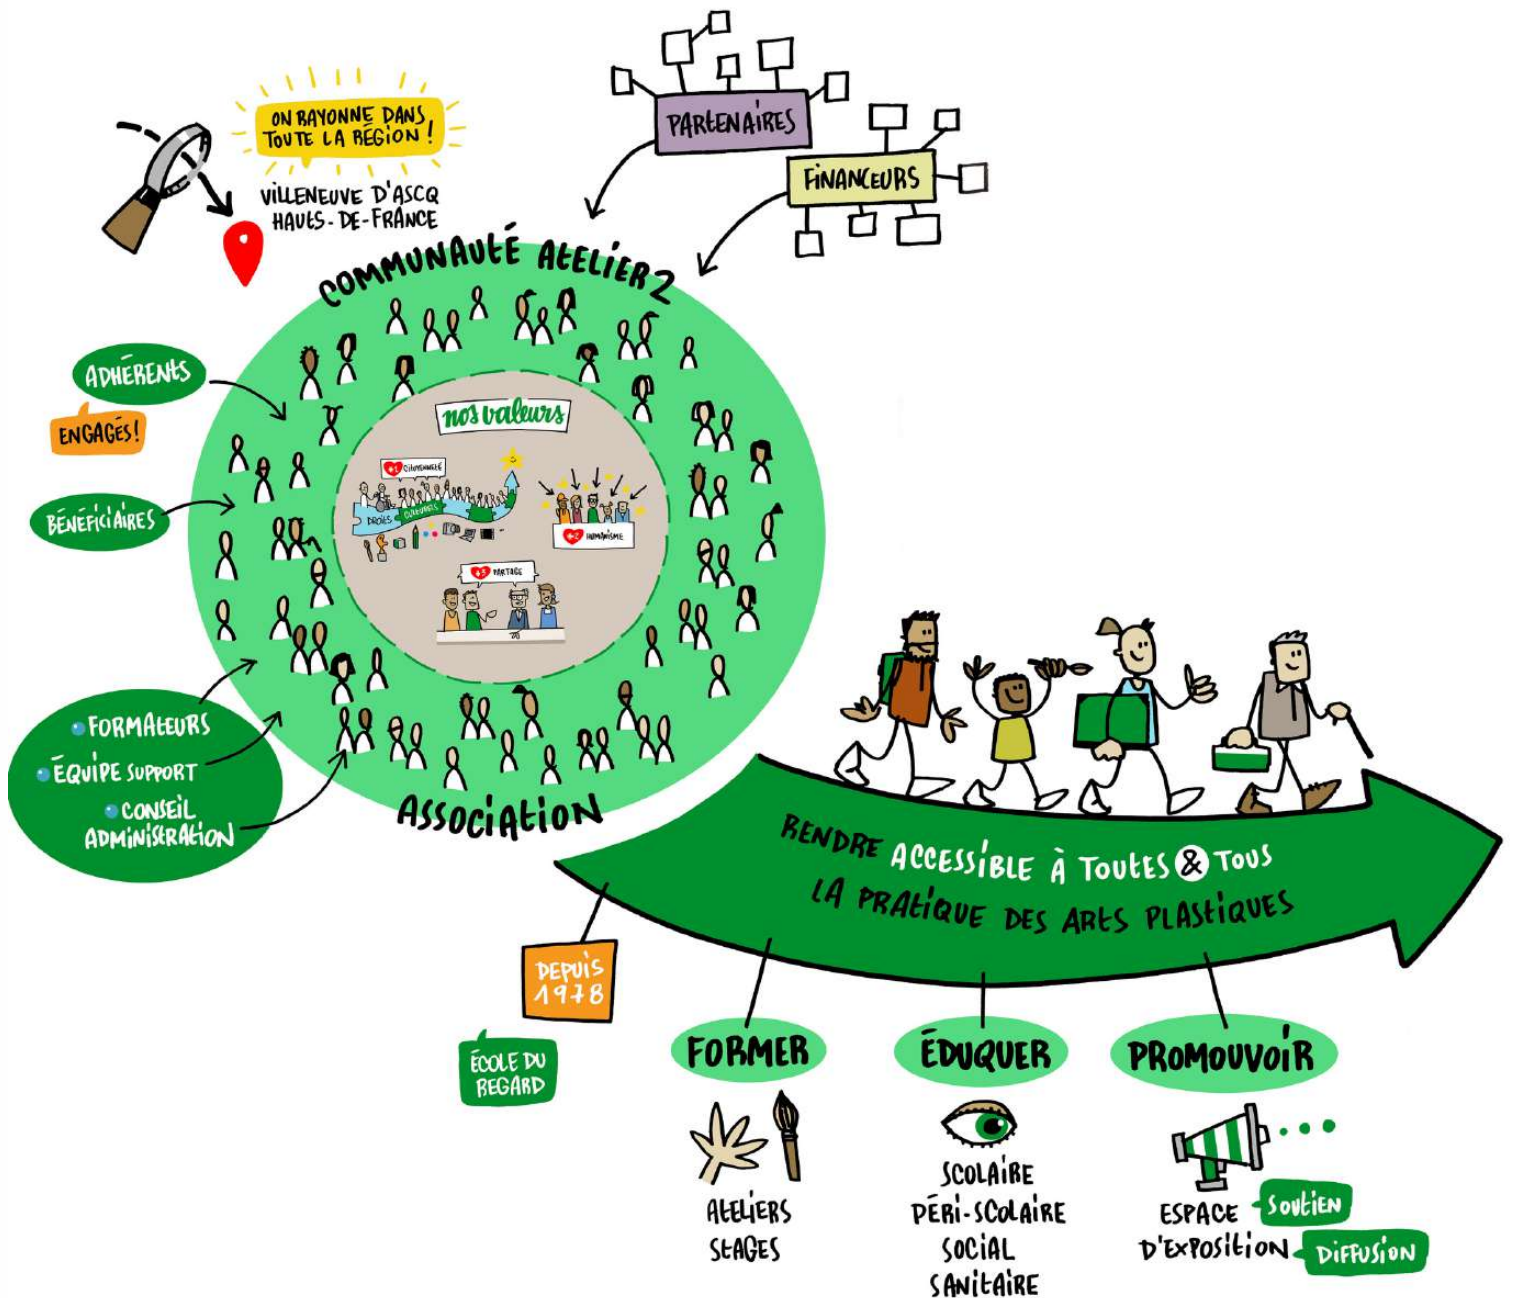 ON RAYONNE DANS
TOUTE LA RÉGION !
VILLENEUVE D'ASCQ
HAUTS-DE-FRANCE
PARTENAIRES
FINANCEURS
COMMUNAUTÉ ATELIER 2
ADHÉRENTS
ENGAGÉS !
BÉNÉFICIAIRES
nos valeurs
#1 CITOYENNETÉ
DROITS CULTURELS
#2 HUMANISME
#3 PARTAGE
FORMATEURS
ÉQUIPE SUPPORT
CONSEIL
ADMINISTRATION
ASSOCIATION
RENDRE ACCESSIBLE À TOUTES & TOUS
LA PRATIQUE DES ARTS PLASTIQUES
DEPUIS
1978
ÉCOLE DU
REGARD
FORMER
ATELIERS
STAGES
ÉDUQUER
SCOLAIRE
PÉRI-SCOLAIRE
SOCIAL
SANITAIRE
PROMOUVOIR
ESPACE
D'EXPOSITION
SOUTIEN
DIFFUSION